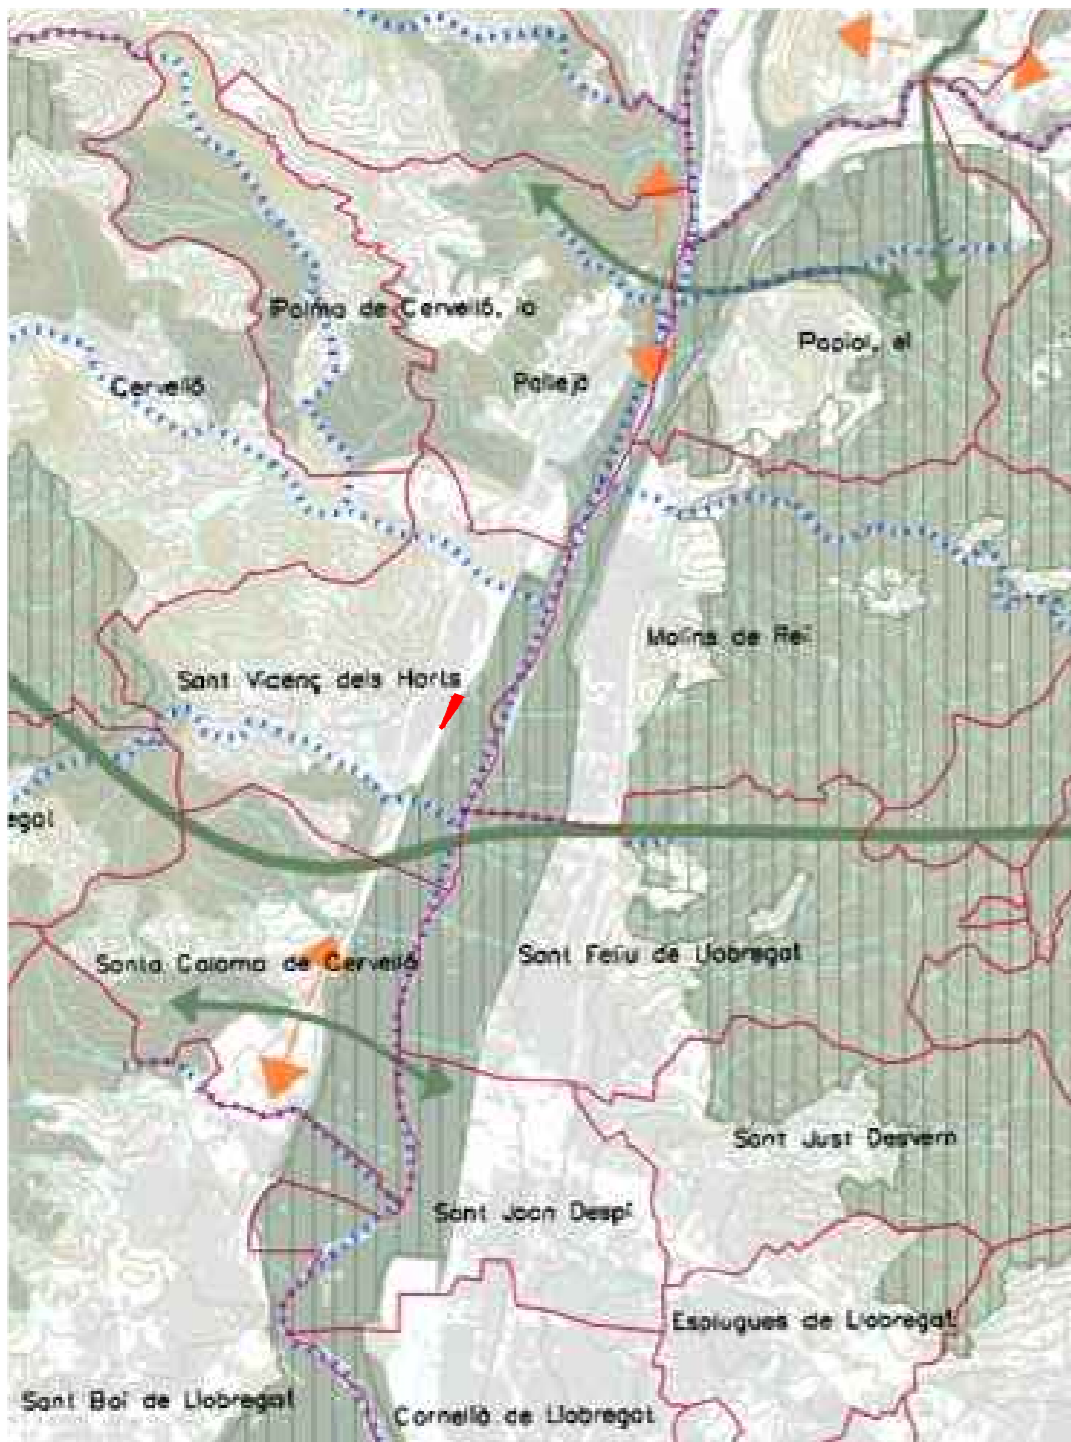 Palma de Cervelló, la
Papiol, el
Cervelló
Pallejà
Molins de Rei
Sant Vicenç dels Horts
egat
Sant Feliu de Llobregat
Santa Coloma de Cervelló
Sant Just Desvern
Sant Joan Despí
Esplugues de Llobregat
Sant Boi de Llobregat
Cornellà de Llobregat